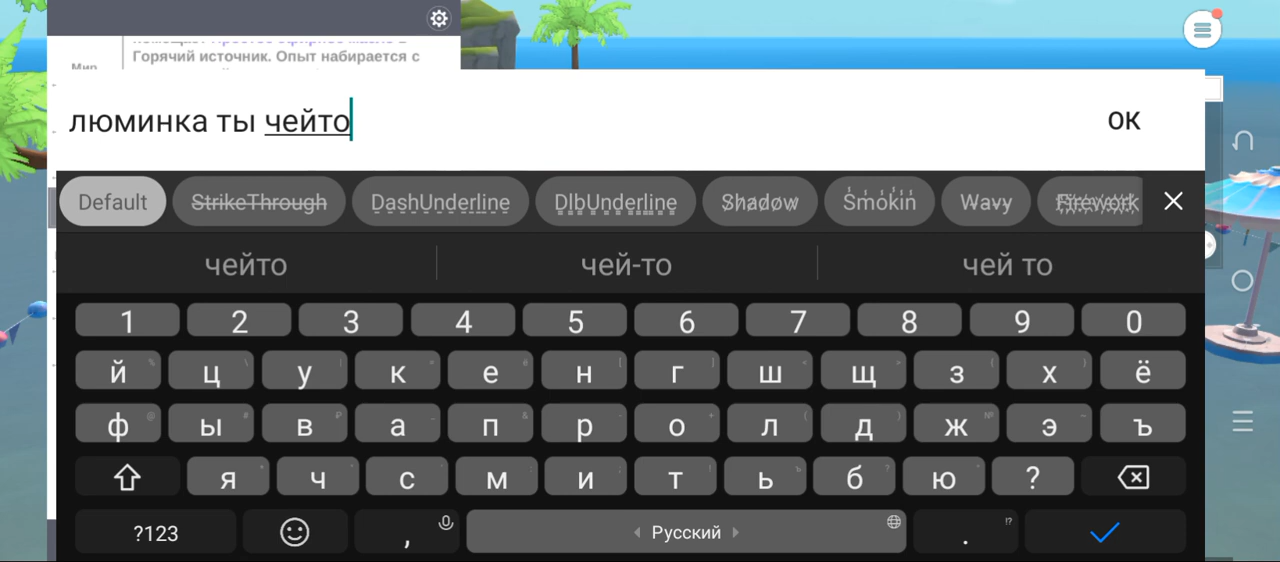 Горячий источник. Опыт набирается с
люминка ты чейто
ОК
Default StrikeThrough DashUnderline DlbUnderline Shadow Smokin Wavy Firework
чейто чей-то чей то
1 2 3 4 5 6 7 8 9 0
й ц у к е н г ш щ з х ё
ф ы в а п р о л д ж э ъ
я ч с м и т ь б ю ?
?123 , Русский . !?